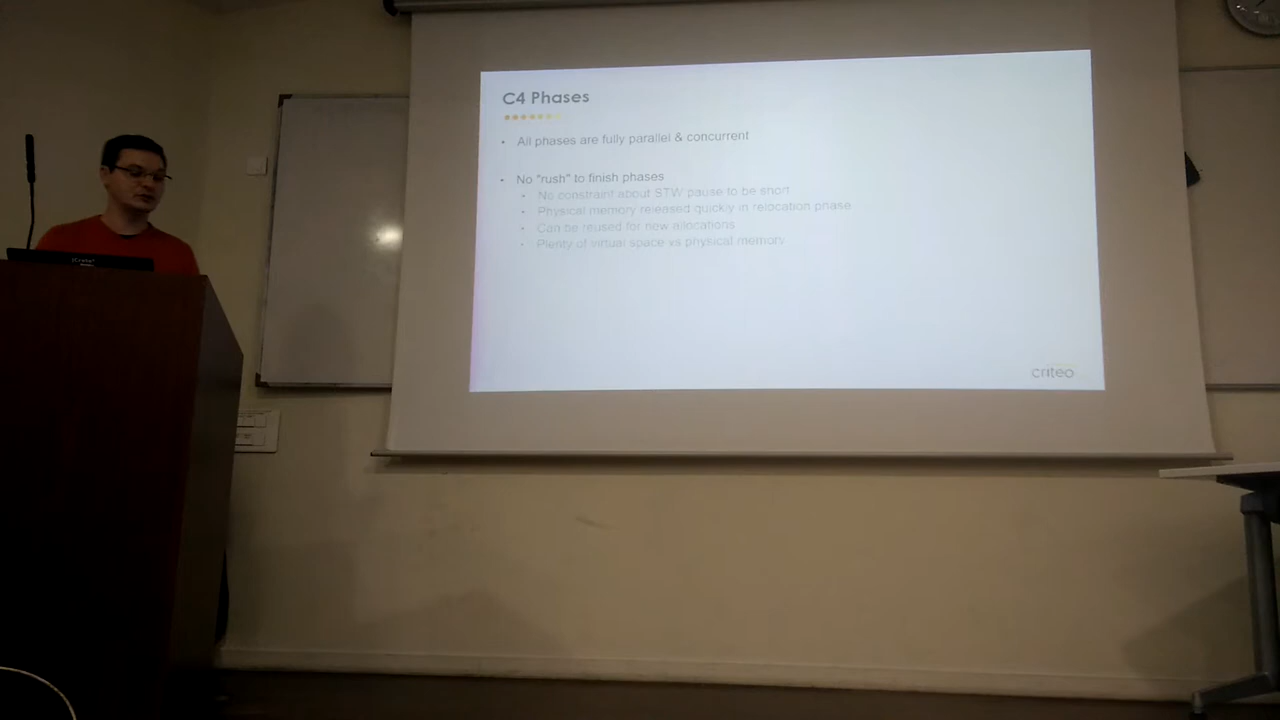 C4 Phases
• All phases are fully parallel & concurrent
• No "rush" to finish phases
• No constraint about STW pause to be short
• Physical memory released quickly in relocation phase
• Can be reused for new allocations
• Plenty of virtual space vs physical memory
criteo